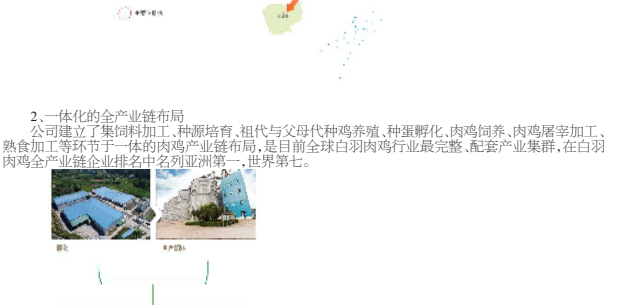 2、一体化的全产业链布局
公司建立了集饲料加工、种源培育、祖代与父母代种鸡养殖、种蛋孵化、肉鸡饲养、肉鸡屠宰加工、
熟食加工等环节于一体的肉鸡产业链布局,是目前全球白羽肉鸡行业最完整、配套产业集群,在白羽
肉鸡全产业链企业排名中名列亚洲第一,世界第七。